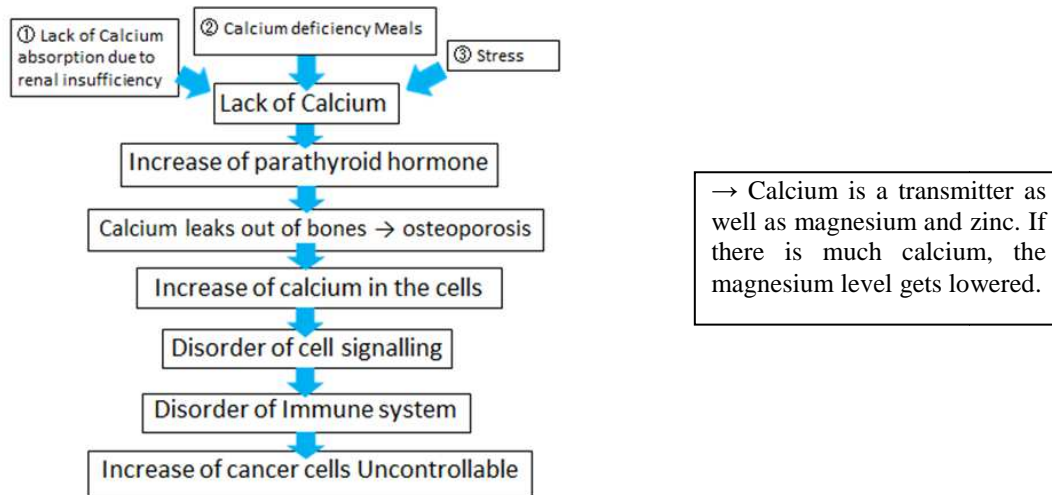 ① Lack of Calcium
absorption due to
renal insufficiency
② Calcium deficiency Meals
③ Stress
Lack of Calcium
Increase of parathyroid hormone
Calcium leaks out of bones → osteoporosis
Increase of calcium in the cells
Disorder of cell signalling
Disorder of Immune system
Increase of cancer cells Uncontrollable
→ Calcium is a transmitter as
well as magnesium and zinc. If
there is much calcium, the
magnesium level gets lowered.